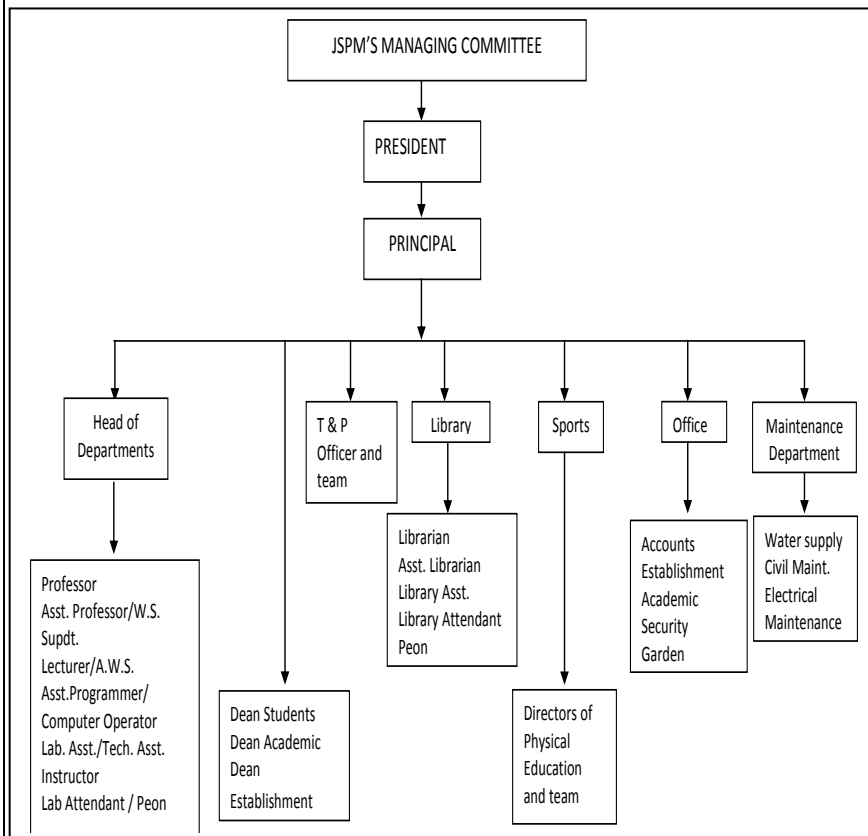 JSPM'S MANAGING COMMITTEE
PRESIDENT
PRINCIPAL
Head of
Departments
T & P
Officer and
team
Library
Sports
Office
Maintenance
Department
Professor
Asst. Professor/W.S.
Supdt.
Lecturer/A.W.S.
Asst.Programmer/
Computer Operator
Lab. Asst./Tech. Asst.
Instructor
Lab Attendant / Peon
Dean Students
Dean Academic
Dean
Establishment
Librarian
Asst. Librarian
Library Asst.
Library Attendant
Peon
Directors of
Physical
Education
and team
Accounts
Establishment
Academic
Security
Garden
Water supply
Civil Maint.
Electrical
Maintenance